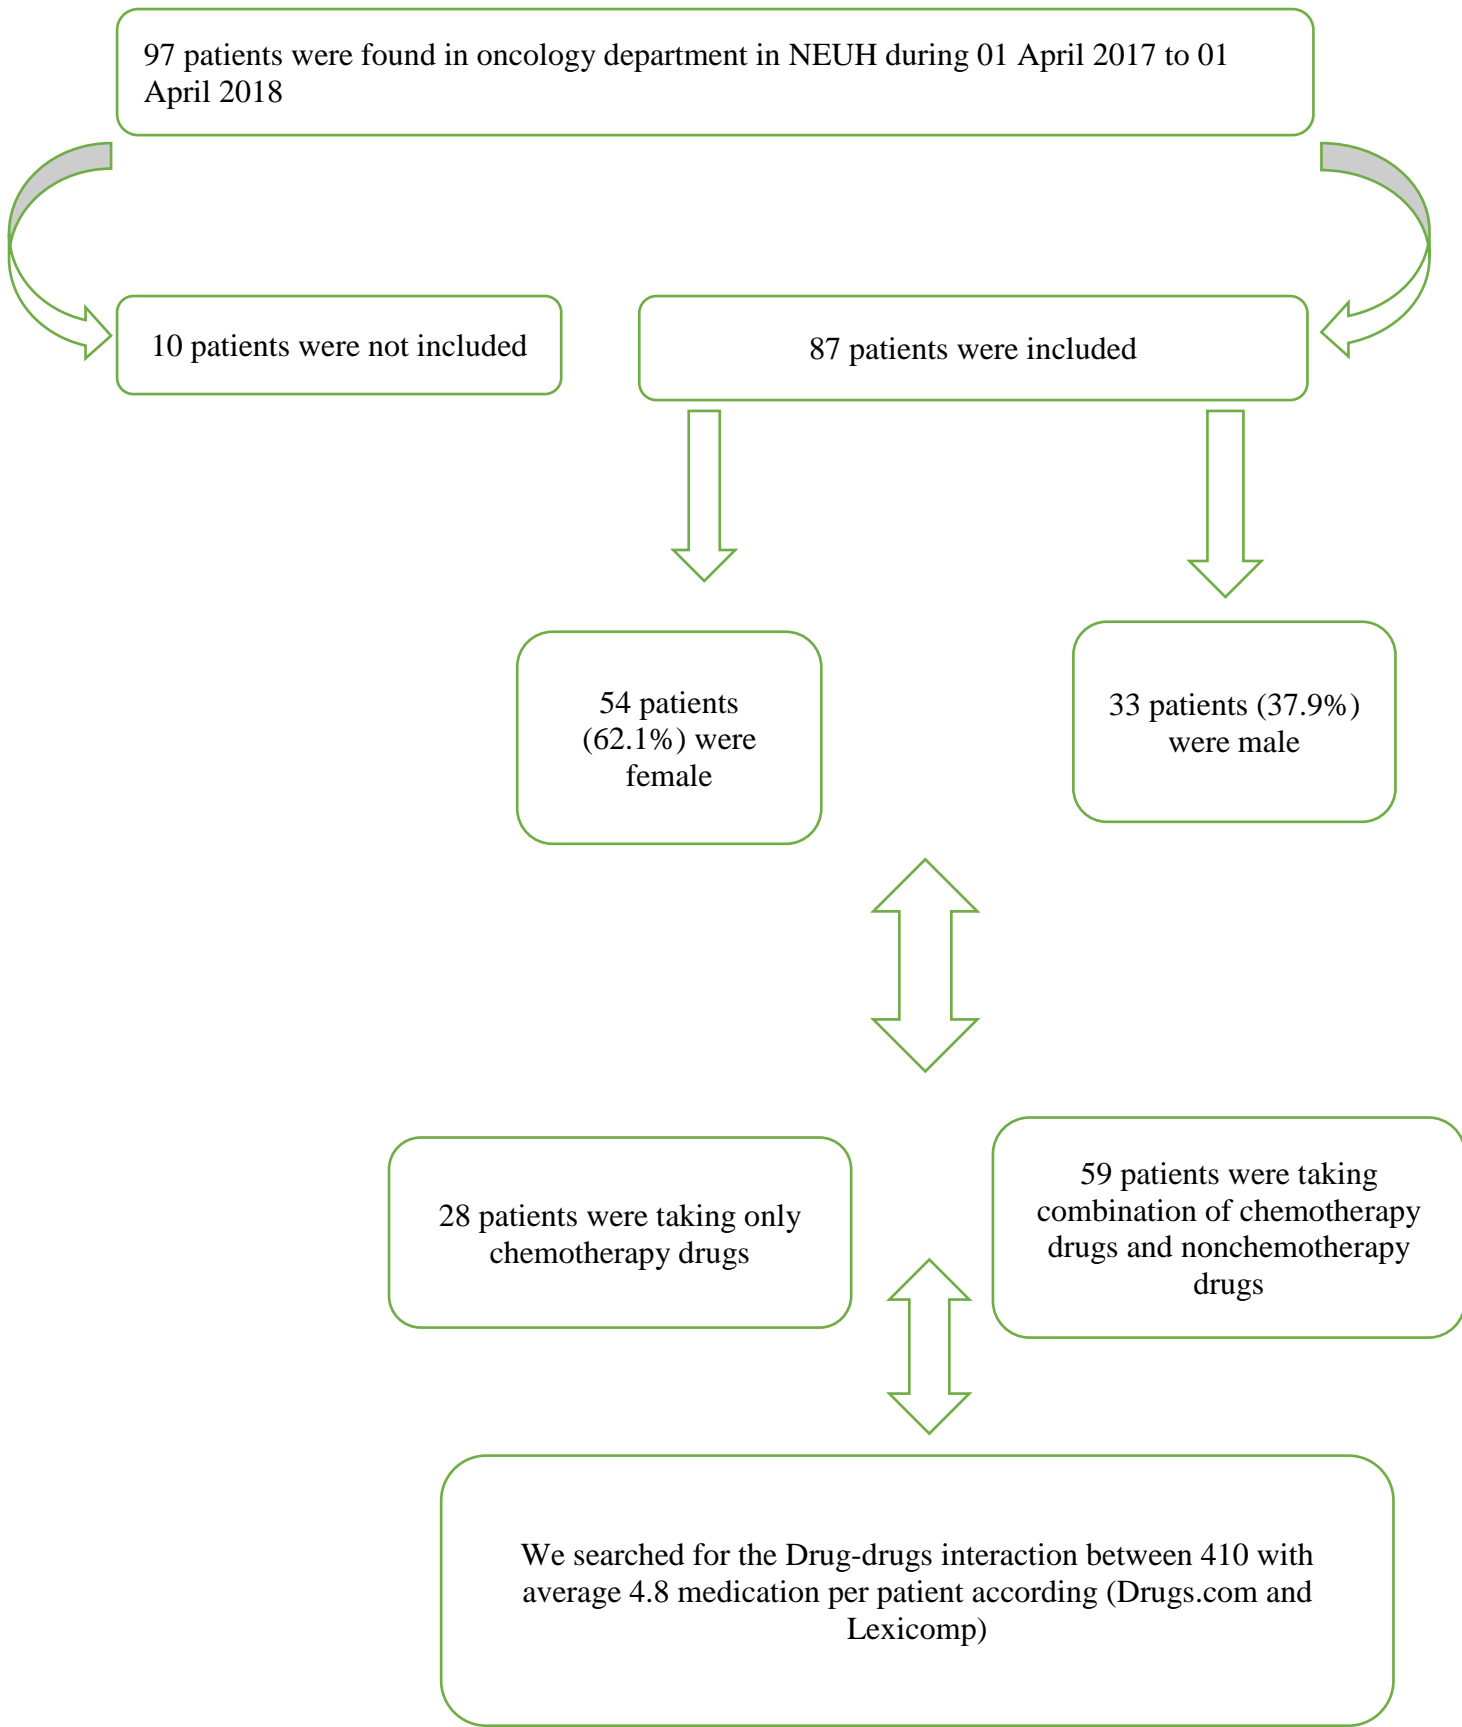 97 patients were found in oncology department in NEUH during 01 April 2017 to 01
April 2018
10 patients were not included
87 patients were included
54 patients
(62.1%) were
female
33 patients (37.9%)
were male
28 patients were taking only
chemotherapy drugs
59 patients were taking
combination of chemotherapy
drugs and nonchemotherapy
drugs
We searched for the Drug-drugs interaction between 410 with
average 4.8 medication per patient according (Drugs.com and
Lexicomp)